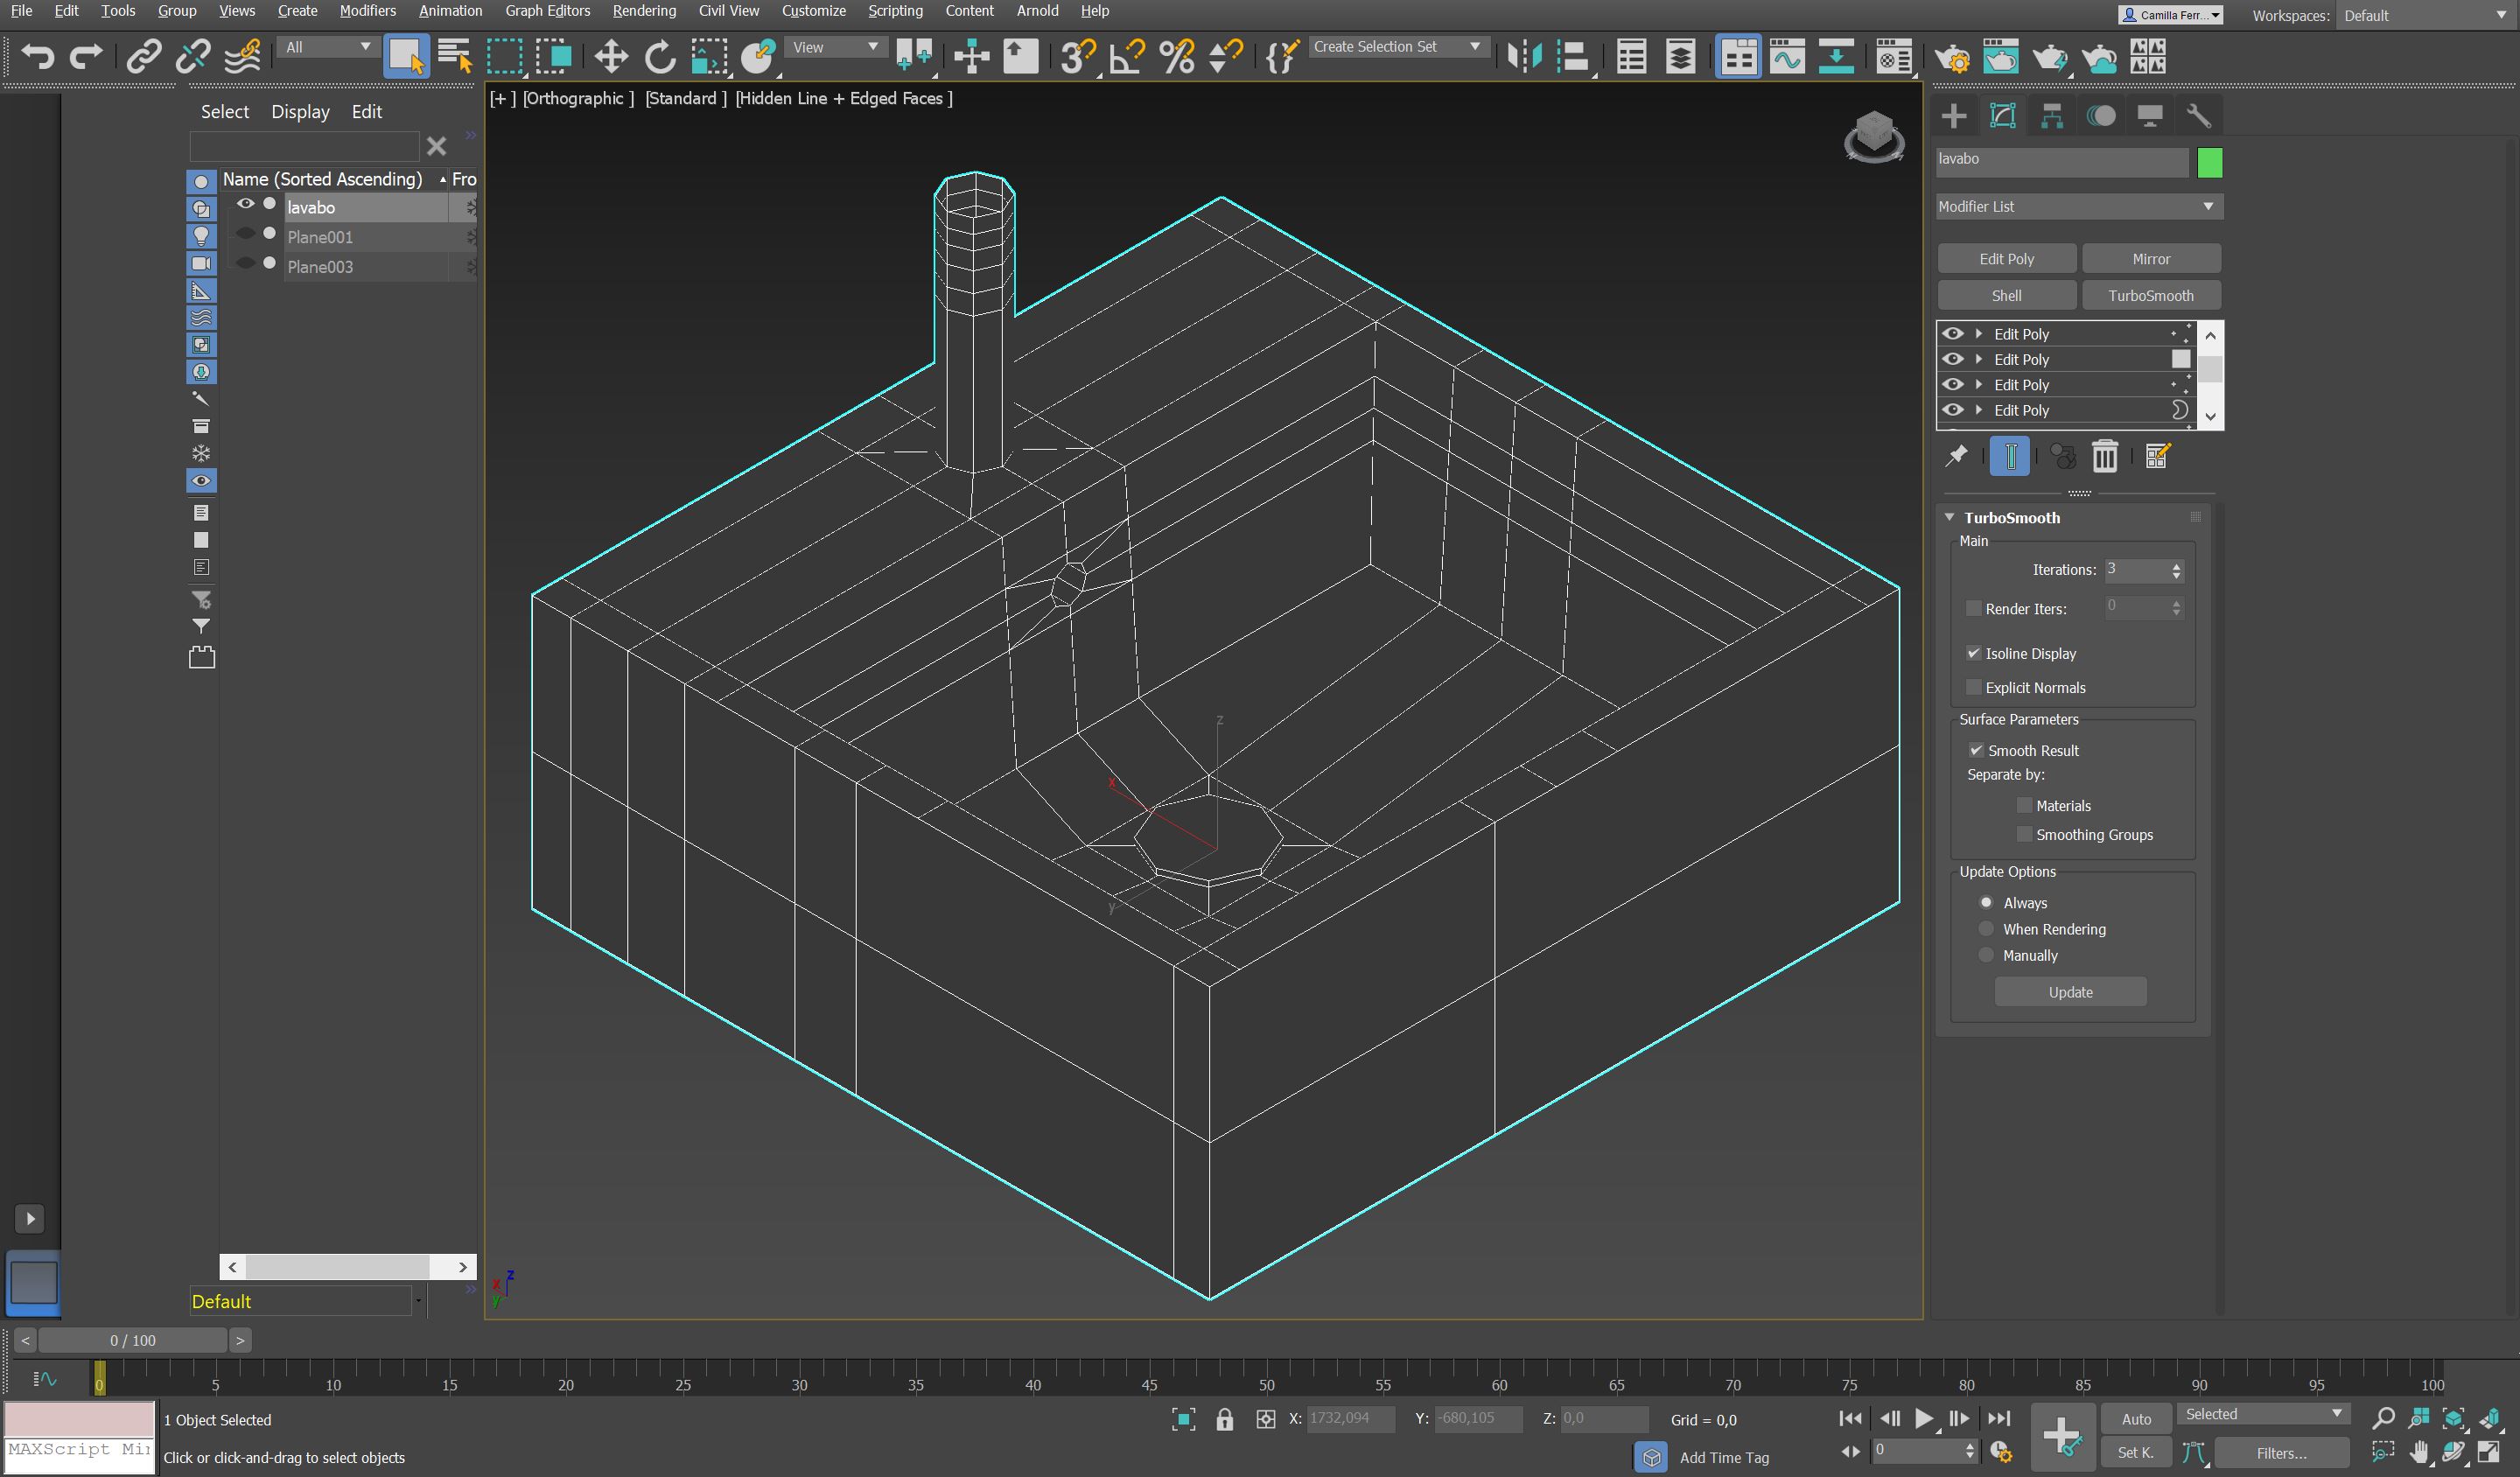 File Edit Tools Group Views Create Modifiers Animation Graph Editors Rendering Civil View Customize Scripting Content Arnold Help
Camilla Ferr... Workspaces: Default
All View Create Selection Set
Select Display Edit
Name (Sorted Ascending) Fro
lavabo
Plane001
Plane003
Default
[+ ] [Orthographic ] [Standard ] [Hidden Line + Edged Faces ]
z
x
y
z
x
y
lavabo
Modifier List
Edit Poly Mirror
Shell TurboSmooth
Edit Poly
Edit Poly
Edit Poly
Edit Poly
TurboSmooth
Main
Iterations: 3
Render Iters: 0
Isoline Display
Explicit Normals
Surface Parameters
Smooth Result
Separate by:
Materials
Smoothing Groups
Update Options
Always
When Rendering
Manually
Update
< 0 / 100 >
0 5 10 15 20 25 30 35 40 45 50 55 60 65 70 75 80 85 90 95 100
1 Object Selected X: 1732,094 Y: -680,105 Z: 0,0 Grid = 0,0 Auto Selected
MAXScript Mi
Click or click-and-drag to select objects Add Time Tag 0 Set K. Filters...